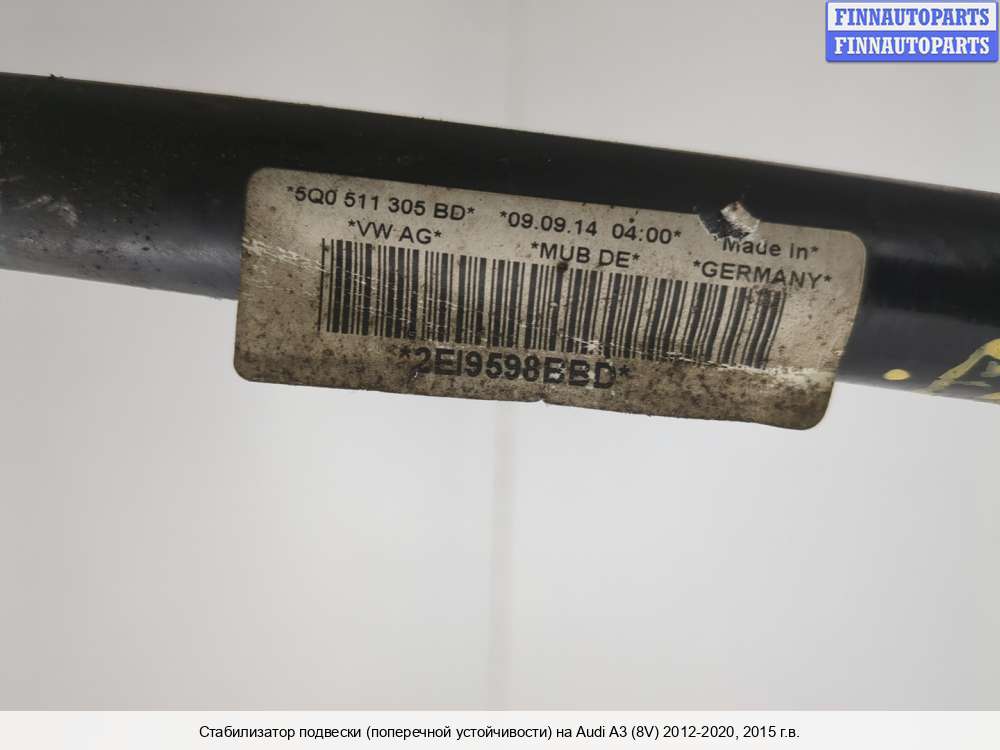 FINNAUTOPARTS
FINNAUTOPARTS
*5Q0 511 305 BD* *09.09.14 04:00* *Made In*
*VW AG* *MUB DE* *GERMANY*
*2EI9598BBD*
Стабилизатор подвески (поперечной устойчивости) на Audi A3 (8V) 2012-2020, 2015 г.в.